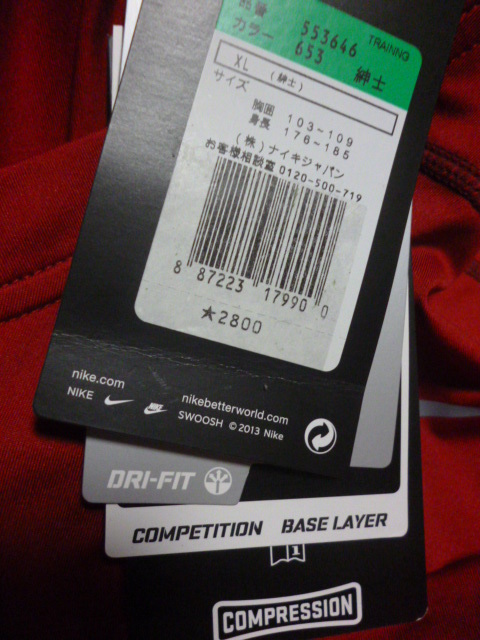 品番 553646 TRAINNG
カラー 653 紳士
XL (紳士)
サイズ
胸囲 103~109
身長 176~185
(株)ナイキジャパン
お客様相談室 0120-500-719
8 87223 17990 0
★2800
nike.com
NIKE
nikebetterworld.com
SWOOSH © 2013 Nike
DRI-FIT
COMPETITION BASE LAYER
1
COMPRESSION